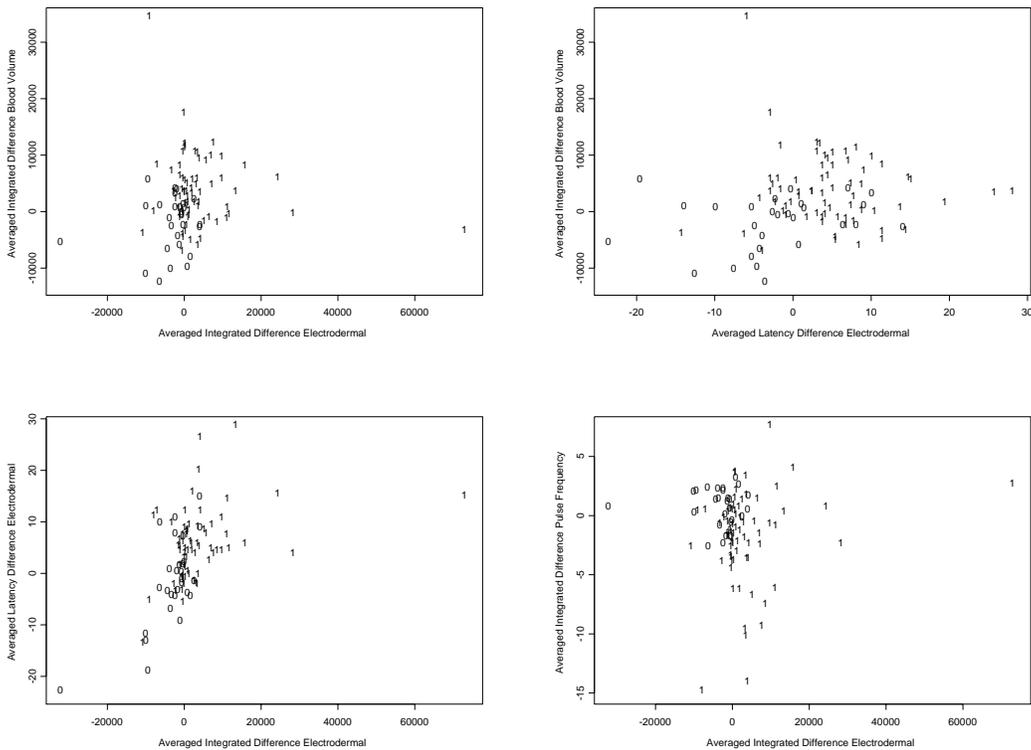 Averaged Integrated Difference Blood Volume
30000
20000
10000
0
-10000
-20000 0 20000 40000 60000
Averaged Integrated Difference Electrodermal
Averaged Integrated Difference Blood Volume
30000
20000
10000
0
-10000
-20 -10 0 10 20 30
Averaged Latency Difference Electrodermal
Averaged Latency Difference Electrodermal
30
20
10
0
-10
-20
-20000 0 20000 40000 60000
Averaged Integrated Difference Electrodermal
Averaged Integrated Difference Pulse Frequency
5
0
-5
-10
-15
-20000 0 20000 40000 60000
Averaged Integrated Difference Electrodermal